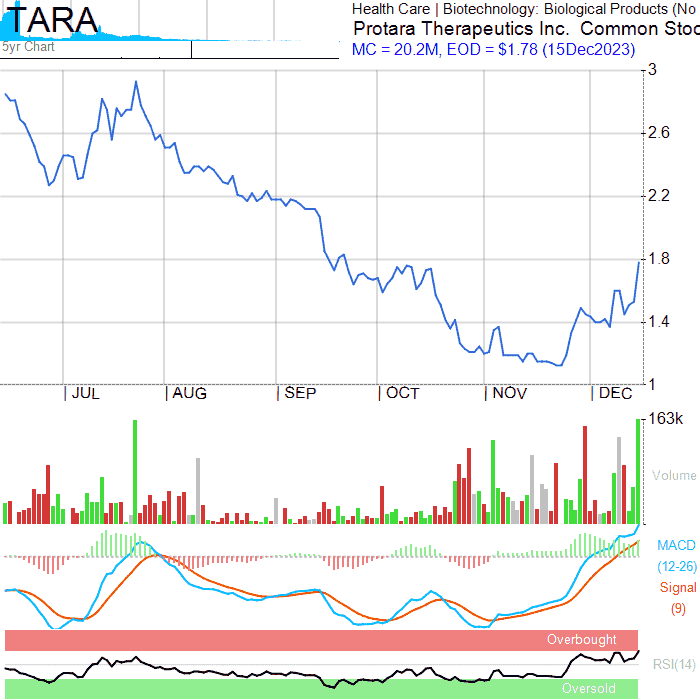 TARA
5yr Chart
Health Care | Biotechnology: Biological Products (No
Protara Therapeutics Inc. Common Stoc
MC = 20.2M, EOD = $1.78 (15Dec2023)
3
2.6
2.2
1.8
1.4
1
JUL AUG SEP OCT NOV DEC
163k
Volume
MACD
(12-26)
Signal
(9)
Overbought
RSI(14)
Oversold